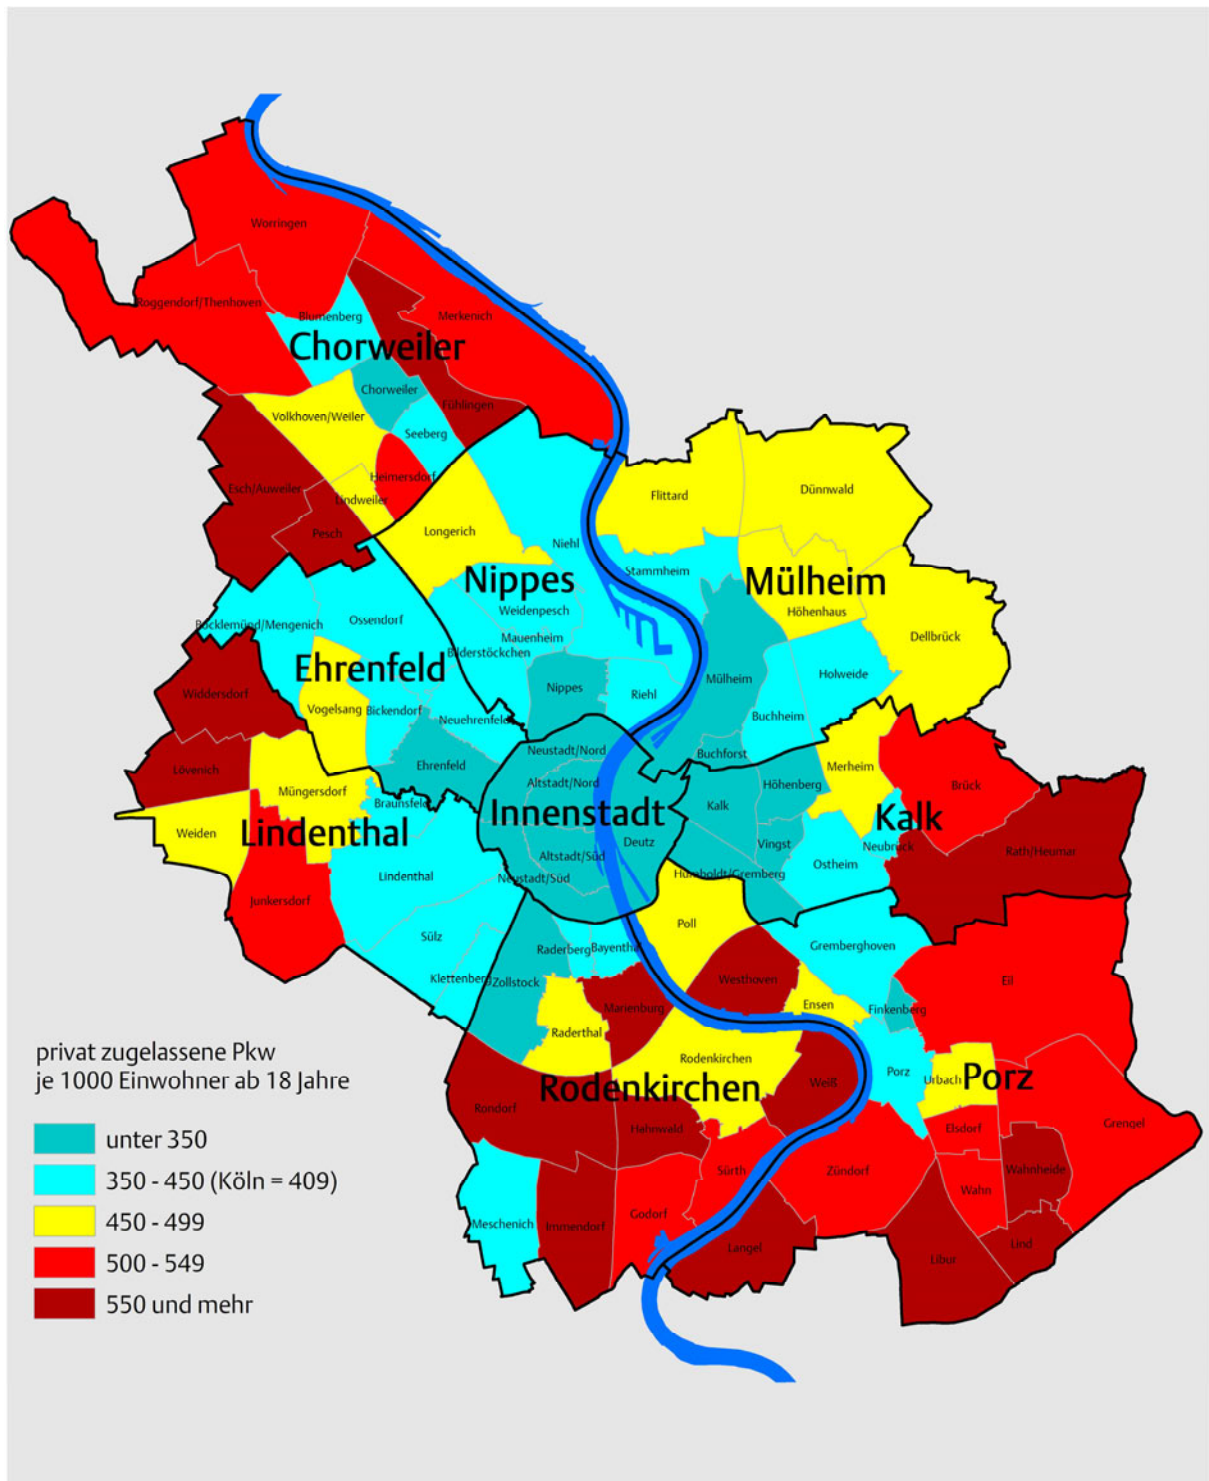 Worringen
Roggendorf/Thenhoven
Blumenberg
Merkenich
Chorweiler
Chorweiler
Fühlingen
Volkhoven/Weiler
Seeberg
Heimersdorf
Esch/Auweiler
Lindweiler
Pesch
Longerich
Niehl
Flittard
Dünnwald
Stammheim
Nippes
Mülheim
Weidenpesch
Höhenhaus
Bocklemünd/Mengenich
Ossendorf
Mauenheim
Dellbrück
Bilderstöckchen
Ehrenfeld
Widdersdorf
Nippes
Riehl
Mülheim
Holweide
Vogelsang
Bickendorf
Neuehrenfeld
Buchheim
Neustadt/Nord
Buchforst
Lövenich
Ehrenfeld
Merheim
Müngersdorf
Altstadt/Nord
Höhenberg
Brück
Braunsfeld
Kalk
Innenstadt
Kalk
Weiden
Lindenthal
Deutz
Vingst
Neubrück
Rath/Heumar
Altstadt/Süd
Ostheim
Lindenthal
Neustadt/Süd
Humboldt/Gremberg
Junkersdorf
Poll
Sülz
Raderberg
Bayenthal
Gremberghoven
Klettenberg
Zollstock
Westhoven
Eil
Marienburg
Ensen
Finkenberg
Raderthal
Rodenkirchen
Porz
Urbach
Porz
Rodenkirchen
Weiß
Rondorf
Hahnwald
Elsdorf
Grengel
Sürth
Zündorf
Wahnheide
Wahn
Meschenich
Immendorf
Godorf
Langel
Libur
Lind
privat zugelassene Pkw
je 1000 Einwohner ab 18 Jahre
unter 350
350 - 450 (Köln = 409)
450 - 499
500 - 549
550 und mehr